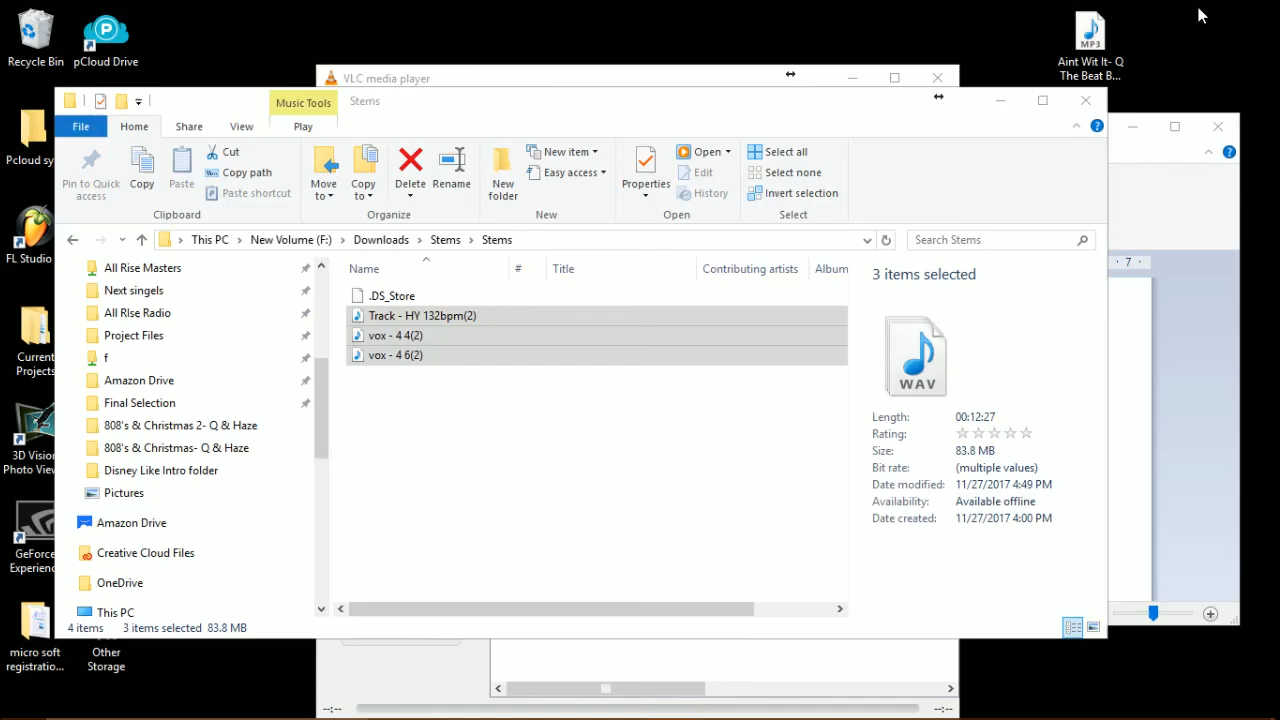 Recycle Bin
pCloud Drive
Aint Wit It- Q
The Beat B...
MP3
VLC media player
Music Tools
Stems
File
Home
Share
View
Play
Pin to Quick
access
Copy
Paste
Cut
Copy path
Paste shortcut
Clipboard
Move
to
Copy
to
Delete
Rename
Organize
New
folder
New item
Easy access
New
Properties
Open
Edit
History
Open
Select all
Select none
Invert selection
Select
This PC
New Volume (F:)
Downloads
Stems
Stems
Search Stems
Pcloud sy
FL Studio
Current
Projects
3D Vision
Photo View
GeForce
Experienc
micro soft
registratio...
Other
Storage
All Rise Masters
Next singels
All RIse Radio
Project Files
f
Amazon Drive
Final Selection
808's & Christmas 2- Q & Haze
808's & Christmas- Q & Haze
Disney Like Intro folder
Pictures
Amazon Drive
Creative Cloud Files
OneDrive
This PC
Name
#
Title
Contributing artists
Album
.DS_Store
Track - HY 132bpm(2)
vox - 4 4(2)
vox - 4 6(2)
3 items selected
WAV
Length: 00:12:27
Rating:
Size: 83.8 MB
Bit rate: (multiple values)
Date modified: 11/27/2017 4:49 PM
Availability: Available offline
Date created: 11/27/2017 4:00 PM
4 items 3 items selected 83.8 MB
· 7 ·
--:--
--:--